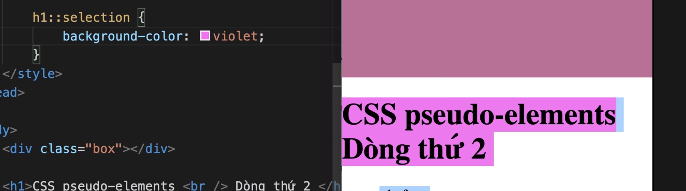 h1::selection {
background-color: violet;
}
</style>
ead>
dy>
<div class="box"></div>
<h1>CSS pseudo-elements <br /> Dòng thứ 2 </h
CSS pseudo-elements
Dòng thứ 2